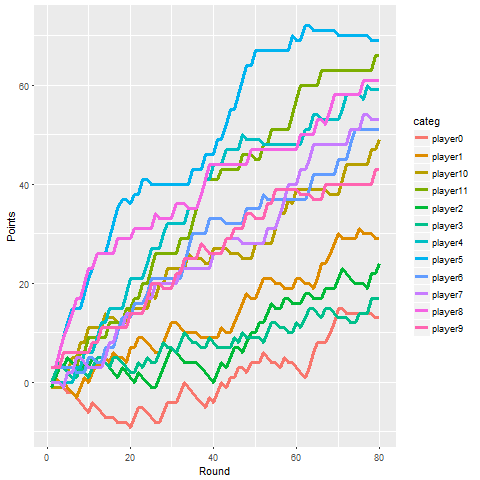 Points
60
40
20
0
0
20
40
60
80
Round
categ
player0
player1
player10
player11
player2
player3
player4
player5
player6
player7
player8
player9